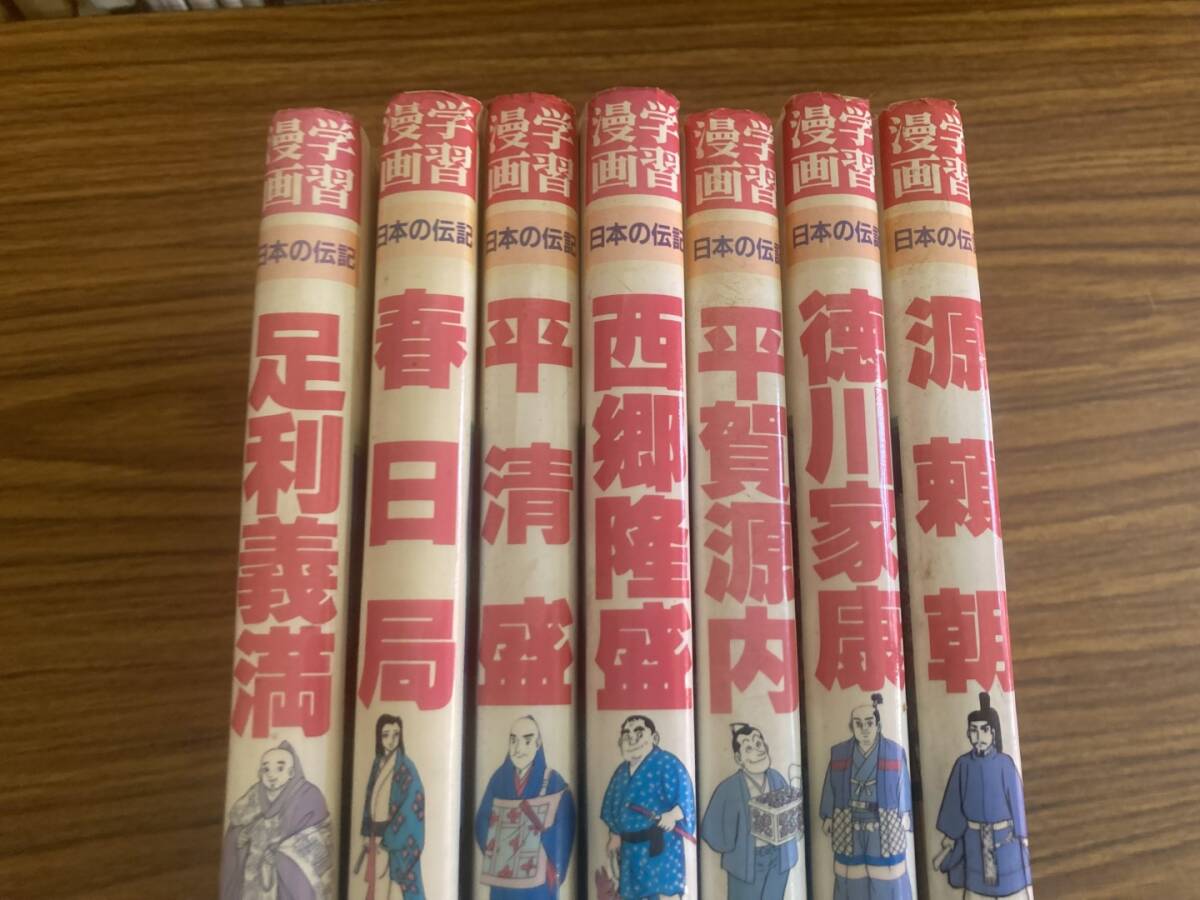 学習
漫画
日本の伝記
足利義満
学習
漫画
日本の伝記
春日局
学習
漫画
日本の伝記
平清盛
学習
漫画
日本の伝記
西郷隆盛
学習
漫画
日本の伝記
平賀源内
学習
漫画
日本の伝記
徳川家康
学習
漫画
日本の伝
源頼朝